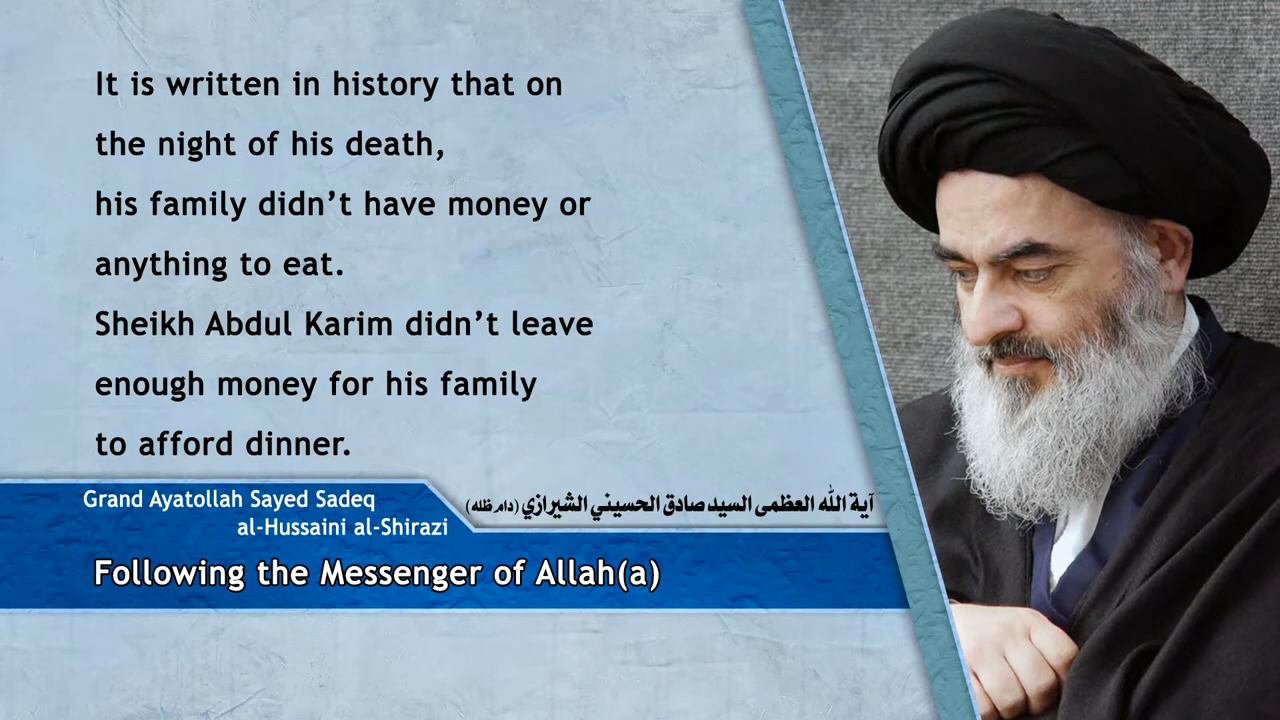 It is written in history that on
the night of his death,
his family didn’t have money or
anything to eat.
Sheikh Abdul Karim didn’t leave
enough money for his family
to afford dinner.
Grand Ayatollah Sayed Sadeq
al-Hussaini al-Shirazi
آية الله العظمى السيد صادق الحسيني الشيرازي (دام ظله)
Following the Messenger of Allah(a)